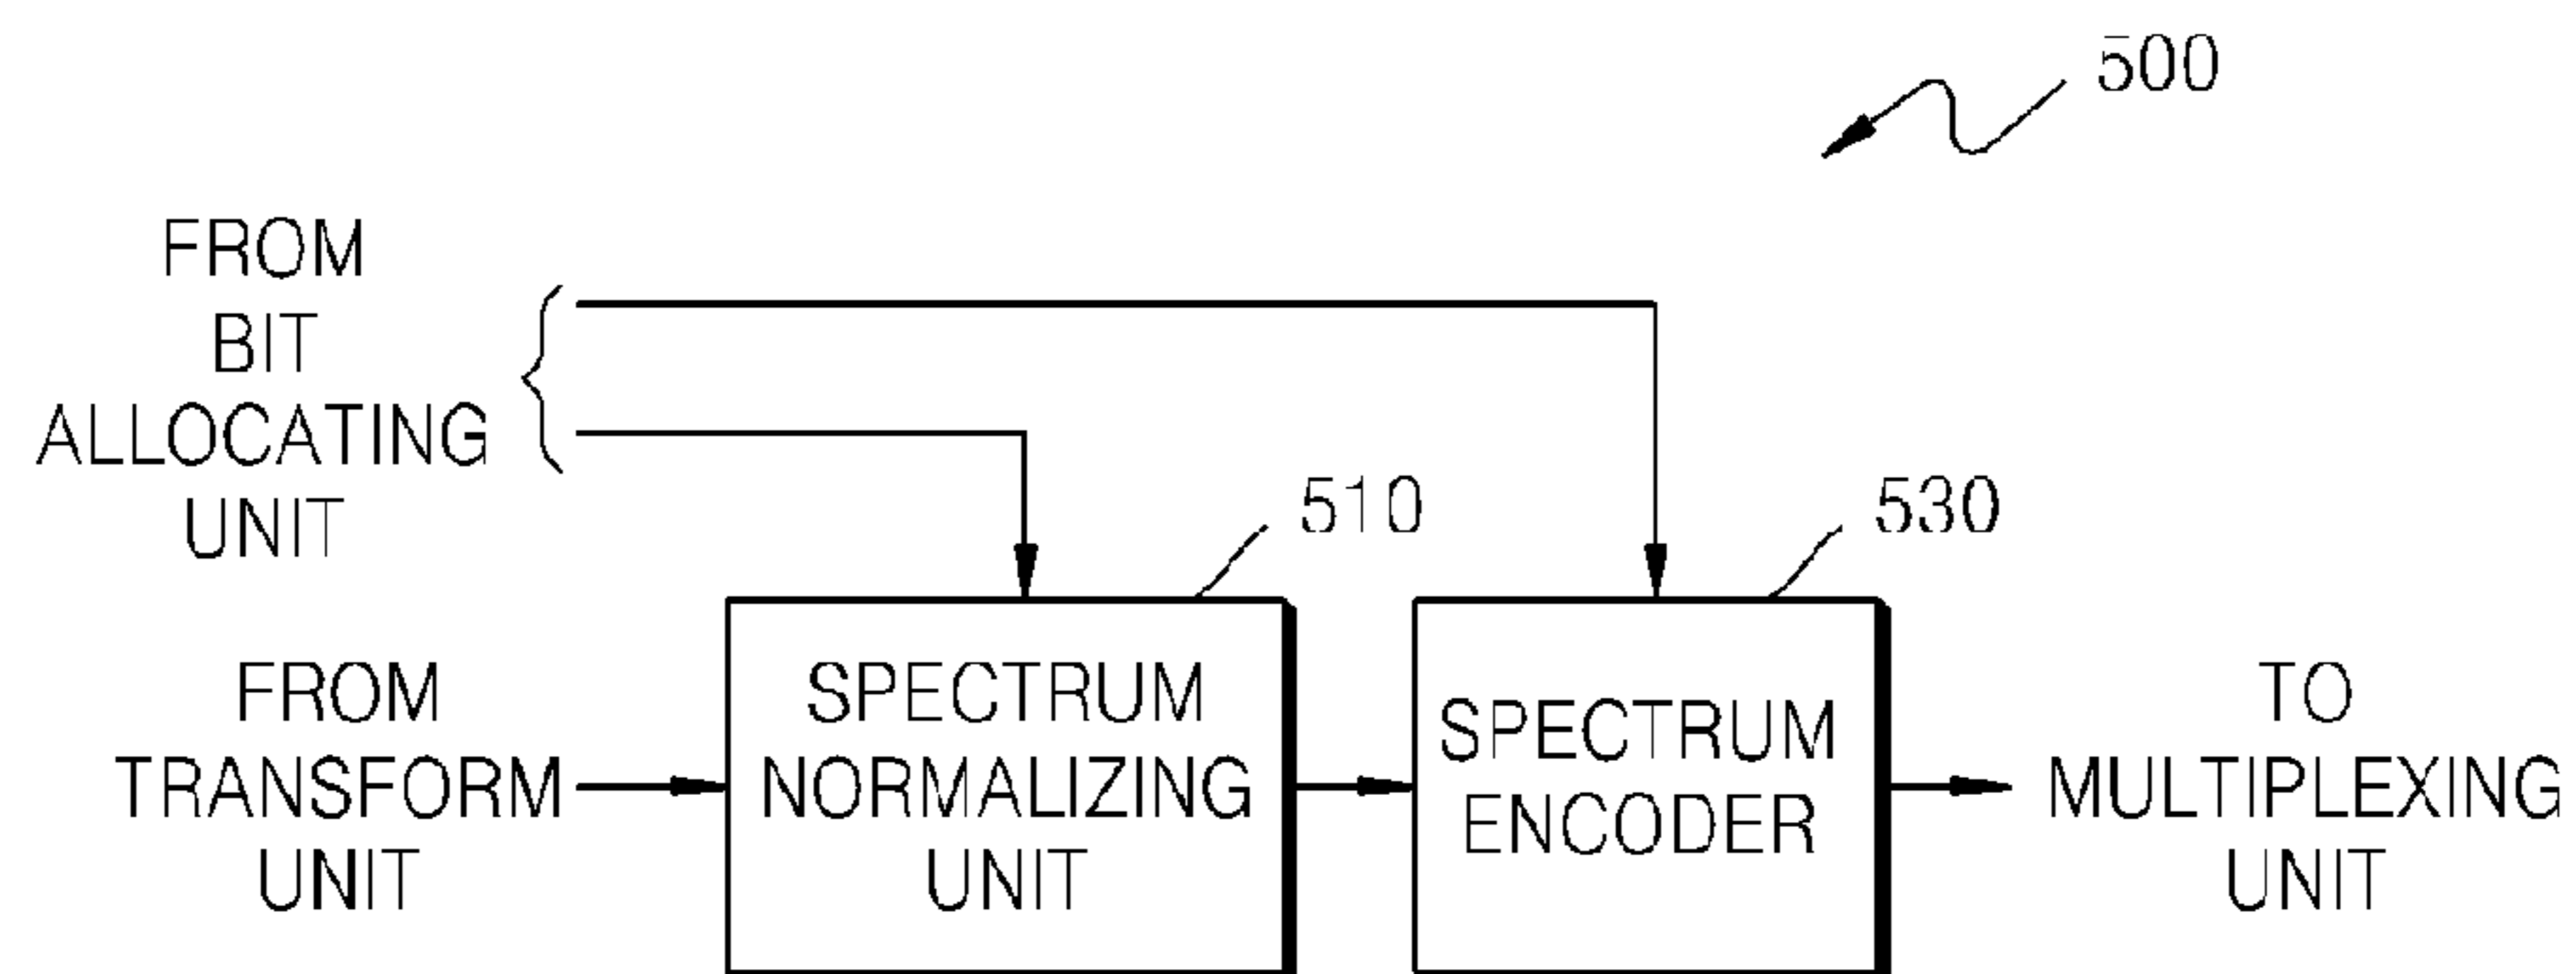 500
FROM
BIT
ALLOCATING
UNIT
510
530
FROM
TRANSFORM
UNIT
SPECTRUM
NORMALIZING
UNIT
SPECTRUM
ENCODER
TO
MULTIPLEXING
UNIT